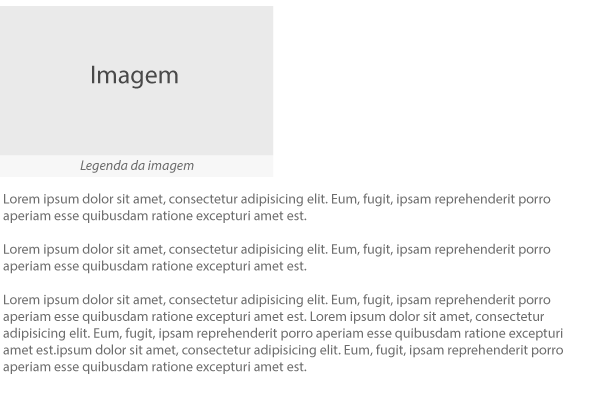 Imagem
Legenda da imagem
Lorem ipsum dolor sit amet, consectetur adipisicing elit. Eum, fugit, ipsam reprehenderit porro
aperiam esse quibusdam ratione excepturi amet est.
Lorem ipsum dolor sit amet, consectetur adipisicing elit. Eum, fugit, ipsam reprehenderit porro
aperiam esse quibusdam ratione excepturi amet est.
Lorem ipsum dolor sit amet, consectetur adipisicing elit. Eum, fugit, ipsam reprehenderit porro
aperiam esse quibusdam ratione excepturi amet est. Lorem ipsum dolor sit amet, consectetur
adipisicing elit. Eum, fugit, ipsam reprehenderit porro aperiam esse quibusdam ratione excepturi
amet est.ipsum dolor sit amet, consectetur adipisicing elit. Eum, fugit, ipsam reprehenderit porro
aperiam esse quibusdam ratione excepturi amet est.